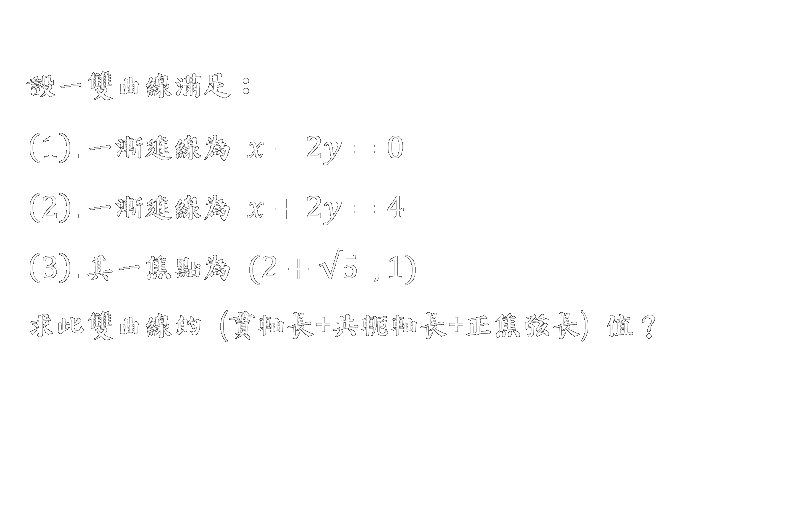 設一雙曲線滿足：
(1).一漸近線為 x − 2y = 0
(2).一漸近線為 x + 2y = 4
(3).其一焦點為 (2 + √5 , 1)
求此雙曲線的 (貫軸長+共軛軸長+正焦弦長) 值？